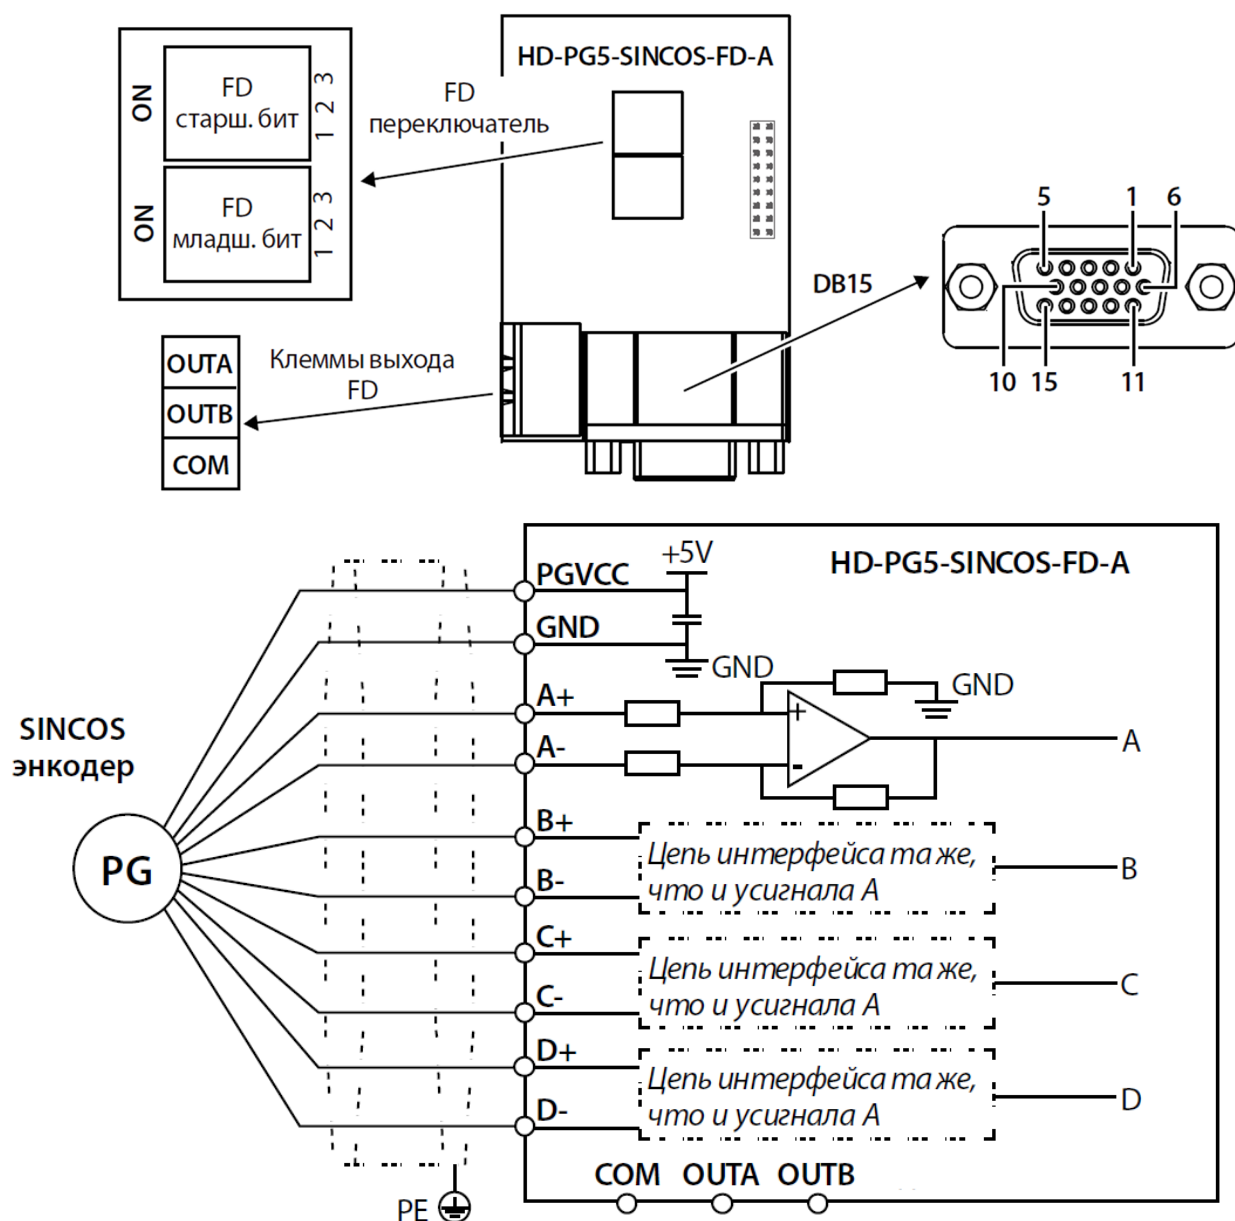 HD-PG5-SINCOS-FD-A
ON
FD
старш. бит
1 2 3
ON
FD
младш. бит
1 2 3
FD
переключатель
5 1 6
DB15
10 15 11
OUTA
OUTB
COM
Клеммы выхода
FD
HD-PG5-SINCOS-FD-A
+5V
PGVCC
GND
GND
A+
GND
+
A-
-
A
SINCOS
энкодер
PG
B+
B-
Цепь интерфейса та же,
что и у сигнала А
B
C+
C-
Цепь интерфейса та же,
что и у сигнала А
C
D+
D-
Цепь интерфейса та же,
что и у сигнала А
D
COM OUTA OUTB
PE